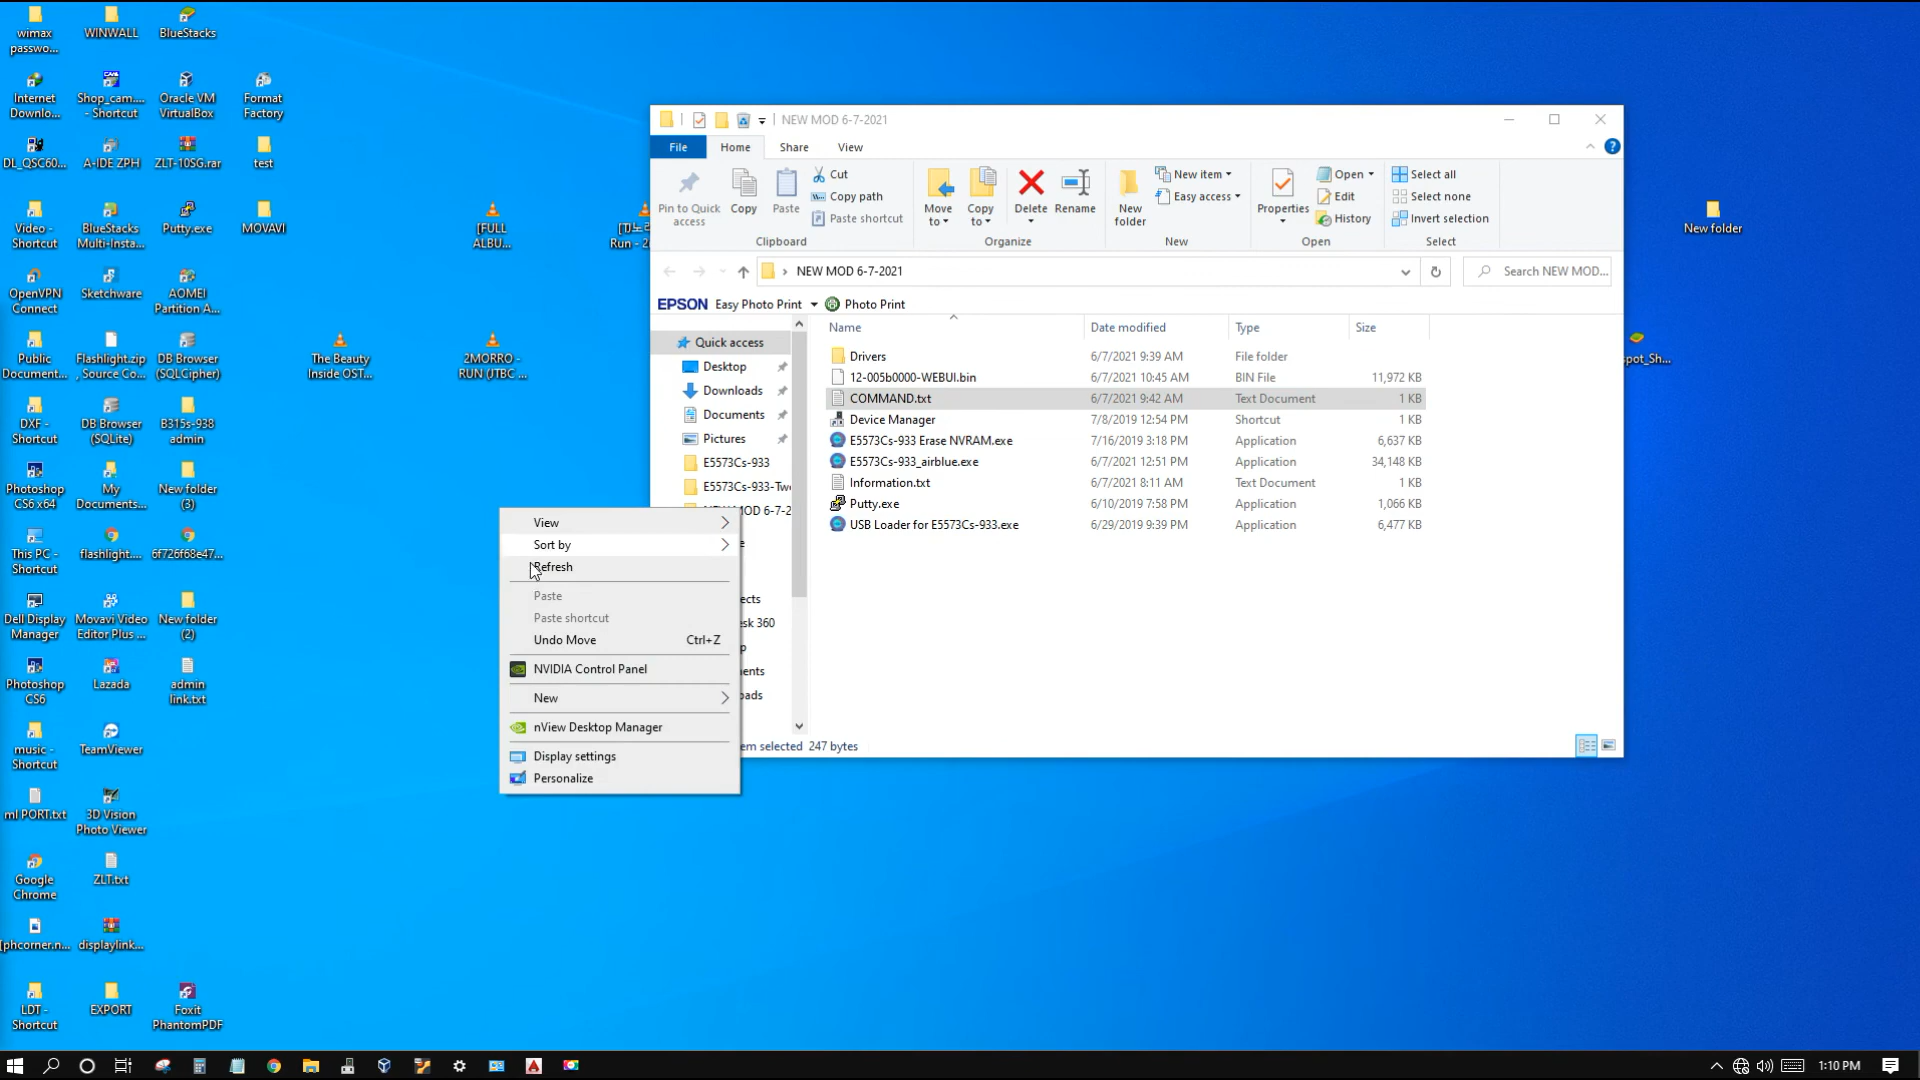 wimax
passwo...
WINWALL
BlueStacks
Internet
Downlo...
Shop_cam....
- Shortcut
Oracle VM
VirtualBox
Format
Factory
DL_QSC60...
A-IDE ZPH
ZLT-10SG.rar
test
Video -
Shortcut
BlueStacks
Multi-Insta...
Putty.exe
MOVAVI
[FULL
ALBU...
Run - 2
OpenVPN
Connect
Sketchware
AOMEI
Partition A...
Public
Document...
Flashlight.zip
, Source Co...
DB Browser
(SQLCipher)
The Beauty
Inside OST...
2MORRO -
RUN (JTBC ...
DXF -
Shortcut
DB Browser
(SQLite)
B315s-938
admin
Photoshop
CS6 x64
My
Documents...
New folder
(3)
This PC -
Shortcut
flashlight....
6f726f68e47...
Dell Display
Manager
Movavi Video
Editor Plus ...
New folder
(2)
Photoshop
CS6
Lazada
admin
link.txt
music -
Shortcut
TeamViewer
ml PORT.txt
3D Vision
Photo Viewer
Google
Chrome
ZLT.txt
[phcorner.n...
displaylink...
LDT -
Shortcut
EXPORT
Foxit
PhantomPDF
New folder
spot_Sh...
NEW MOD 6-7-2021
File
Home
Share
View
Pin to Quick
access
Copy
Paste
Cut
Copy path
Paste shortcut
Clipboard
Move
to
Copy
to
Delete
Rename
Organize
New
folder
New item
Easy access
New
Properties
Open
Edit
History
Open
Select all
Select none
Invert selection
Select
NEW MOD 6-7-2021
Search NEW MOD...
EPSON Easy Photo Print
Photo Print
Quick access
Desktop
Downloads
Documents
Pictures
E5573Cs-933
E5573Cs-933-Twe
MOD 6-7-2
e
ects
esk 360
p
ments
oads
Name Date modified Type Size
Drivers 6/7/2021 9:39 AM File folder
12-005b0000-WEBUI.bin 6/7/2021 10:45 AM BIN File 11,972 KB
COMMAND.txt 6/7/2021 9:42 AM Text Document 1 KB
Device Manager 7/8/2019 12:54 PM Shortcut 1 KB
E5573Cs-933 Erase NVRAM.exe 7/16/2019 3:18 PM Application 6,637 KB
E5573Cs-933_airblue.exe 6/7/2021 12:51 PM Application 34,148 KB
Information.txt 6/7/2021 8:11 AM Text Document 1 KB
Putty.exe 6/10/2019 7:58 PM Application 1,066 KB
USB Loader for E5573Cs-933.exe 6/29/2019 9:39 PM Application 6,477 KB
em selected 247 bytes
View
Sort by
Refresh
Paste
Paste shortcut
Undo Move Ctrl+Z
NVIDIA Control Panel
New
nView Desktop Manager
Display settings
Personalize
1:10 PM